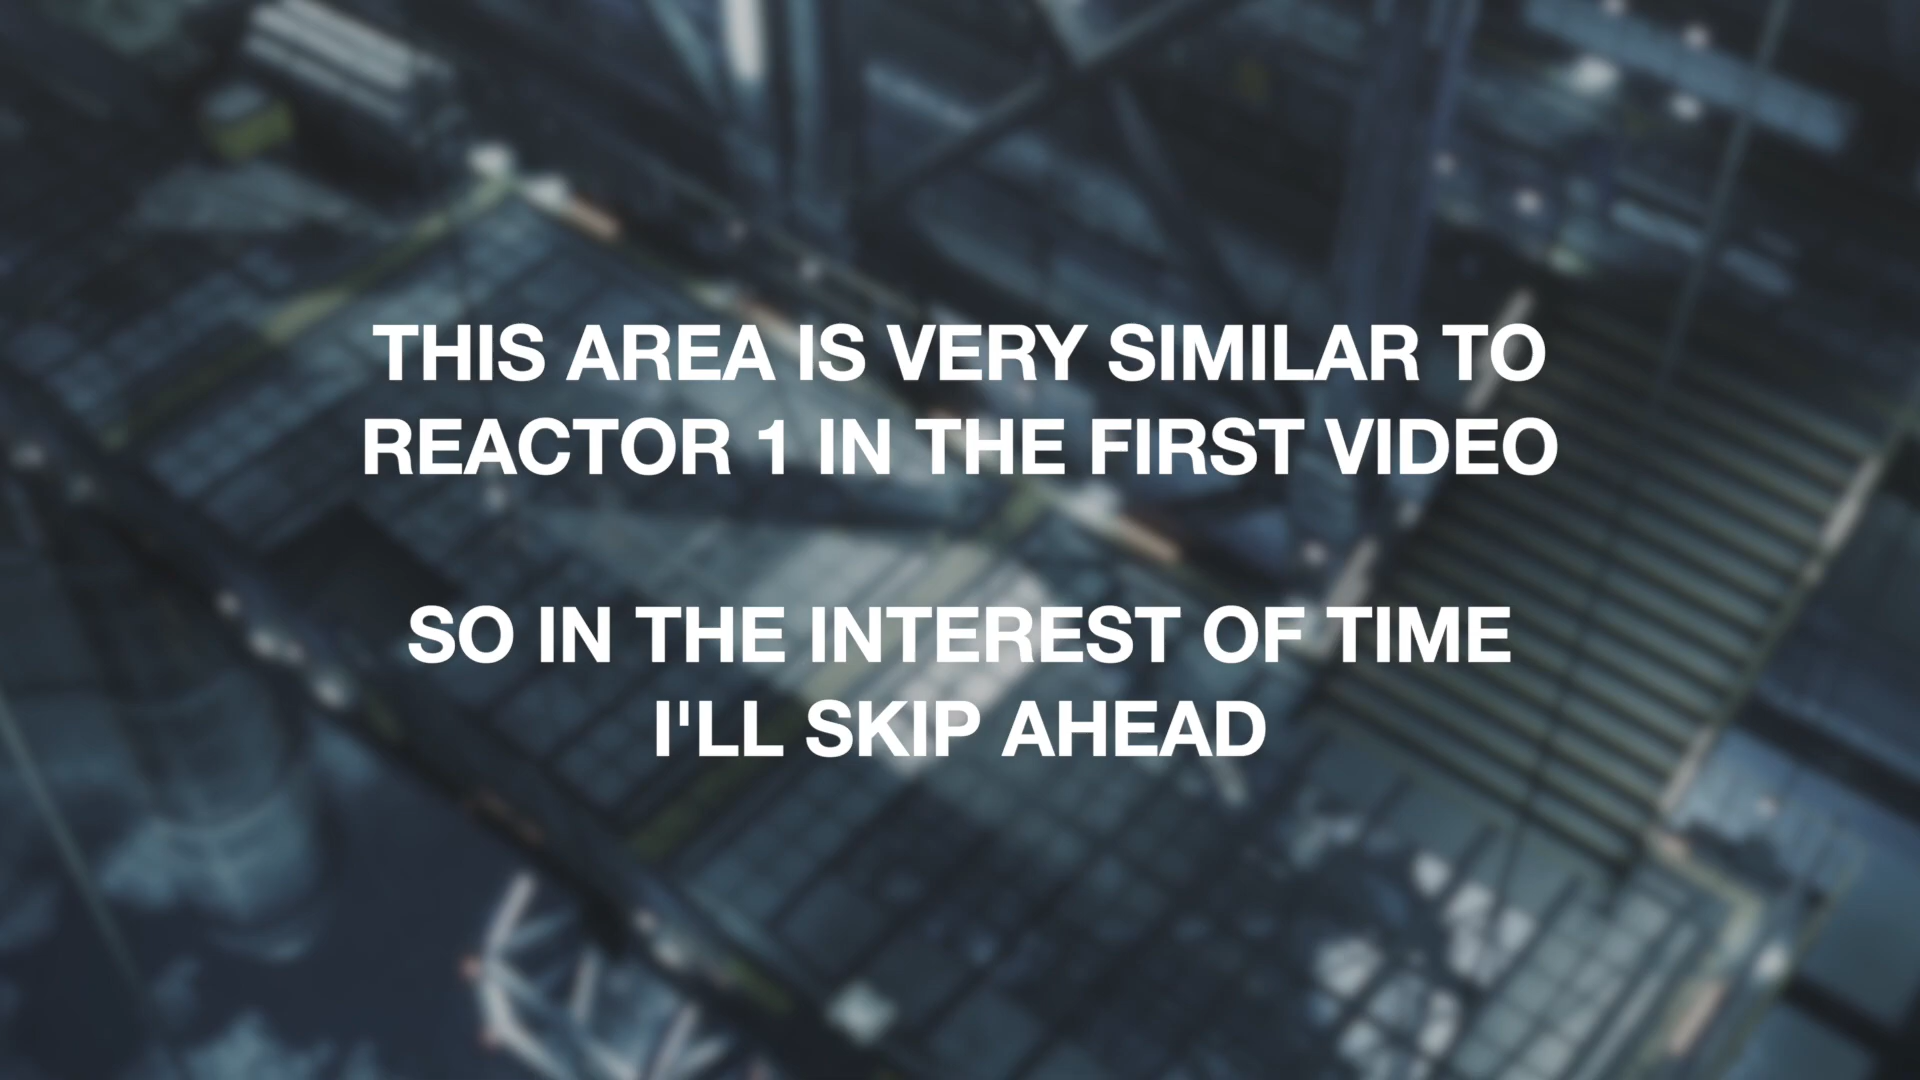 THIS AREA IS VERY SIMILAR TO
REACTOR 1 IN THE FIRST VIDEO
SO IN THE INTEREST OF TIME
I'LL SKIP AHEAD